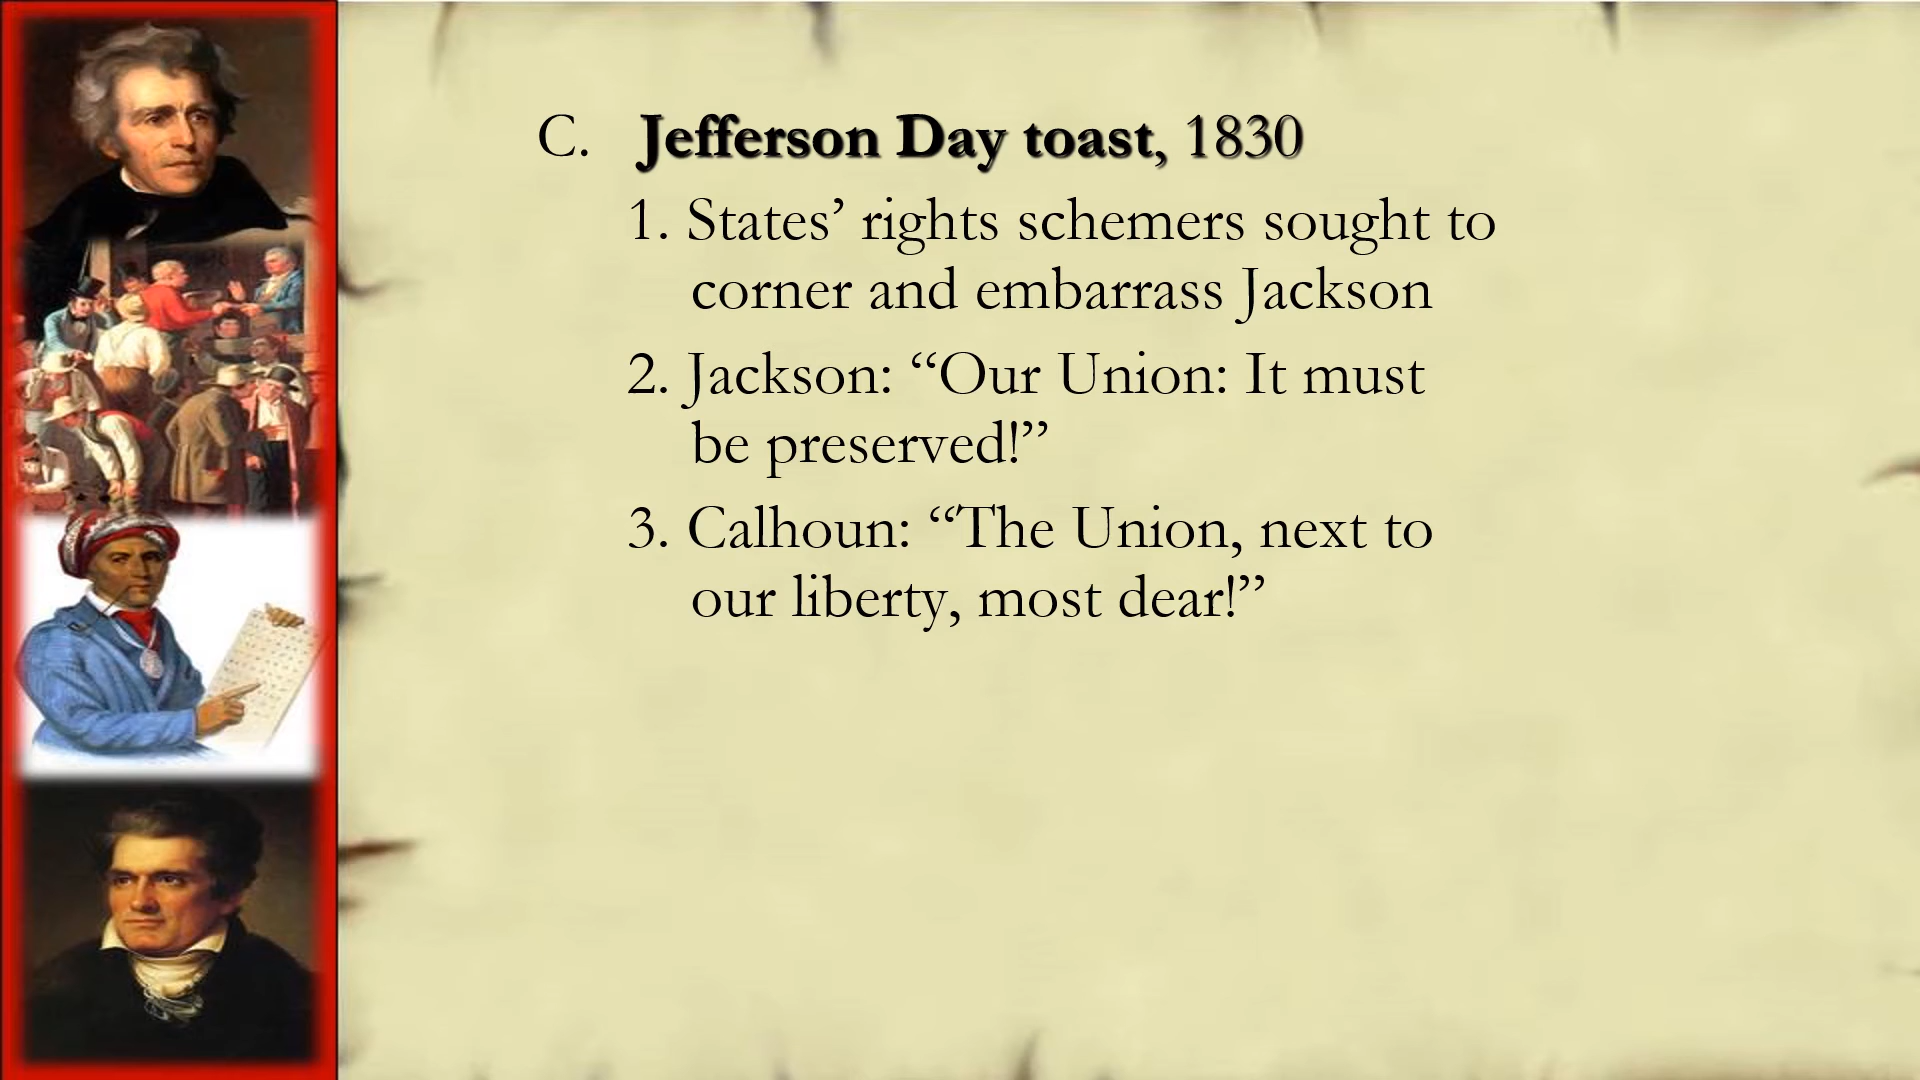 C. Jefferson Day toast, 1830
1. States’ rights schemers sought to
corner and embarrass Jackson
2. Jackson: “Our Union: It must
be preserved!”
3. Calhoun: “The Union, next to
our liberty, most dear!”